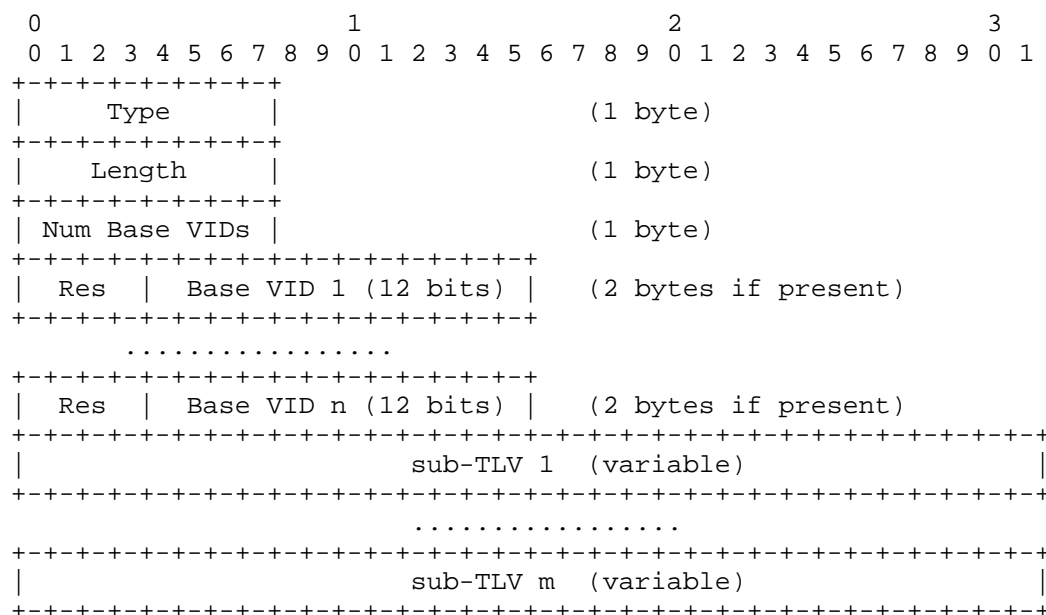 0                   1                   2                   3
 0 1 2 3 4 5 6 7 8 9 0 1 2 3 4 5 6 7 8 9 0 1 2 3 4 5 6 7 8 9 0 1
+-+-+-+-+-+-+-+-+
|     Type      |                   (1 byte)
+-+-+-+-+-+-+-+-+
|    Length     |                   (1 byte)
+-+-+-+-+-+-+-+-+
| Num Base VIDs |                   (1 byte)
+-+-+-+-+-+-+-+-+-+-+-+-+-+-+-+-+
|  Res  |  Base VID 1 (12 bits) |   (2 bytes if present)
+-+-+-+-+-+-+-+-+-+-+-+-+-+-+-+-+
       .................
+-+-+-+-+-+-+-+-+-+-+-+-+-+-+-+-+
|  Res  |  Base VID n (12 bits) |   (2 bytes if present)
+-+-+-+-+-+-+-+-+-+-+-+-+-+-+-+-+-+-+-+-+-+-+-+-+-+-+-+-+-+-+-+-+
|                        sub-TLV 1  (variable)                  |
+-+-+-+-+-+-+-+-+-+-+-+-+-+-+-+-+-+-+-+-+-+-+-+-+-+-+-+-+-+-+-+-+
                         .................
+-+-+-+-+-+-+-+-+-+-+-+-+-+-+-+-+-+-+-+-+-+-+-+-+-+-+-+-+-+-+-+-+
|                        sub-TLV m  (variable)                  |
+-+-+-+-+-+-+-+-+-+-+-+-+-+-+-+-+-+-+-+-+-+-+-+-+-+-+-+-+-+-+-+-+